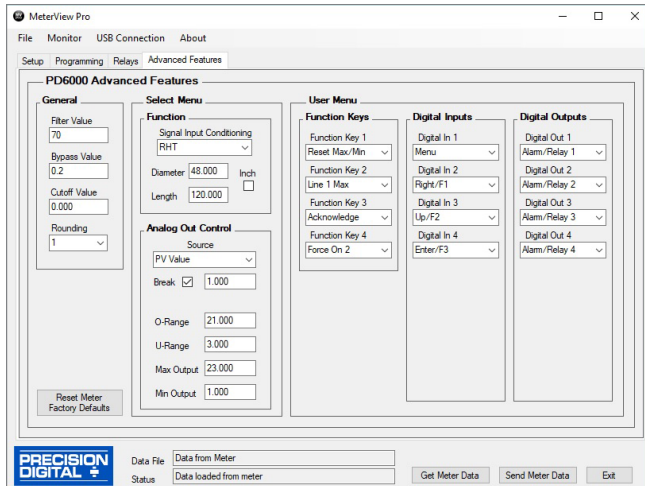 MeterView Pro
File Monitor USB Connection About
Setup Programming Relays Advanced Features
PD6000 Advanced Features
General
Filter Value
70
Bypass Value
0.2
Cutoff Value
0.000
Rounding
1
Reset Meter
Factory Defaults
Select Menu
Function
Signal Input Conditioning
RHT
Diameter 48.000 Inch
Length 120.000
Analog Out Control
Source
PV Value
Break 1.000
O-Range 21.000
U-Range 3.000
Max Output 23.000
Min Output 1.000
User Menu
Function Keys
Function Key 1
Reset Max/Min
Function Key 2
Line 1 Max
Function Key 3
Acknowledge
Function Key 4
Force On 2
Digital Inputs
Digital In 1
Menu
Digital In 2
Right/F1
Digital In 3
Up/F2
Digital In 4
Enter/F3
Digital Outputs
Digital Out 1
Alarm/Relay 1
Digital Out 2
Alarm/Relay 2
Digital Out 3
Alarm/Relay 3
Digital Out 4
Alarm/Relay 4
PRECISION
DIGITAL
Data File Data from Meter
Status Data loaded from meter
Get Meter Data Send Meter Data Exit